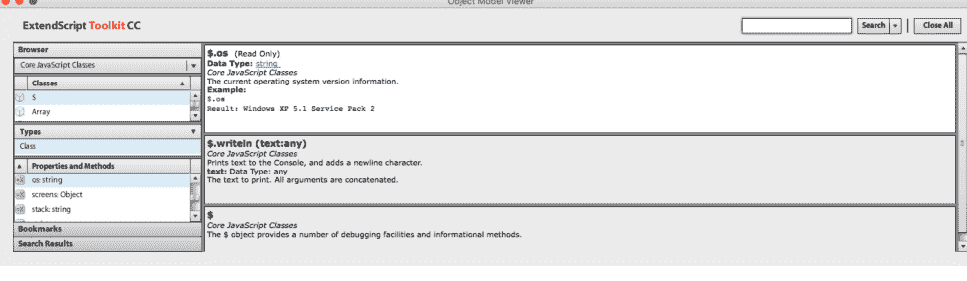 Object Model Viewer
ExtendScript Toolkit CC
Search
Close All
Browser
Core JavaScript Classes
Classes
$
Array
Types
Class
Properties and Methods
os: string
screens: Object
stack: string
Bookmarks
Search Results
$.os (Read Only)
Data Type: string
Core JavaScript Classes
The current operating system version information.
Example:
$.os
Result: Windows XP 5.1 Service Pack 2
$.writeln (text:any)
Core JavaScript Classes
Prints text to the Console, and adds a newline character.
text: Data Type: any
The text to print. All arguments are concatenated.
$
Core JavaScript Classes
The $ object provides a number of debugging facilities and informational methods.